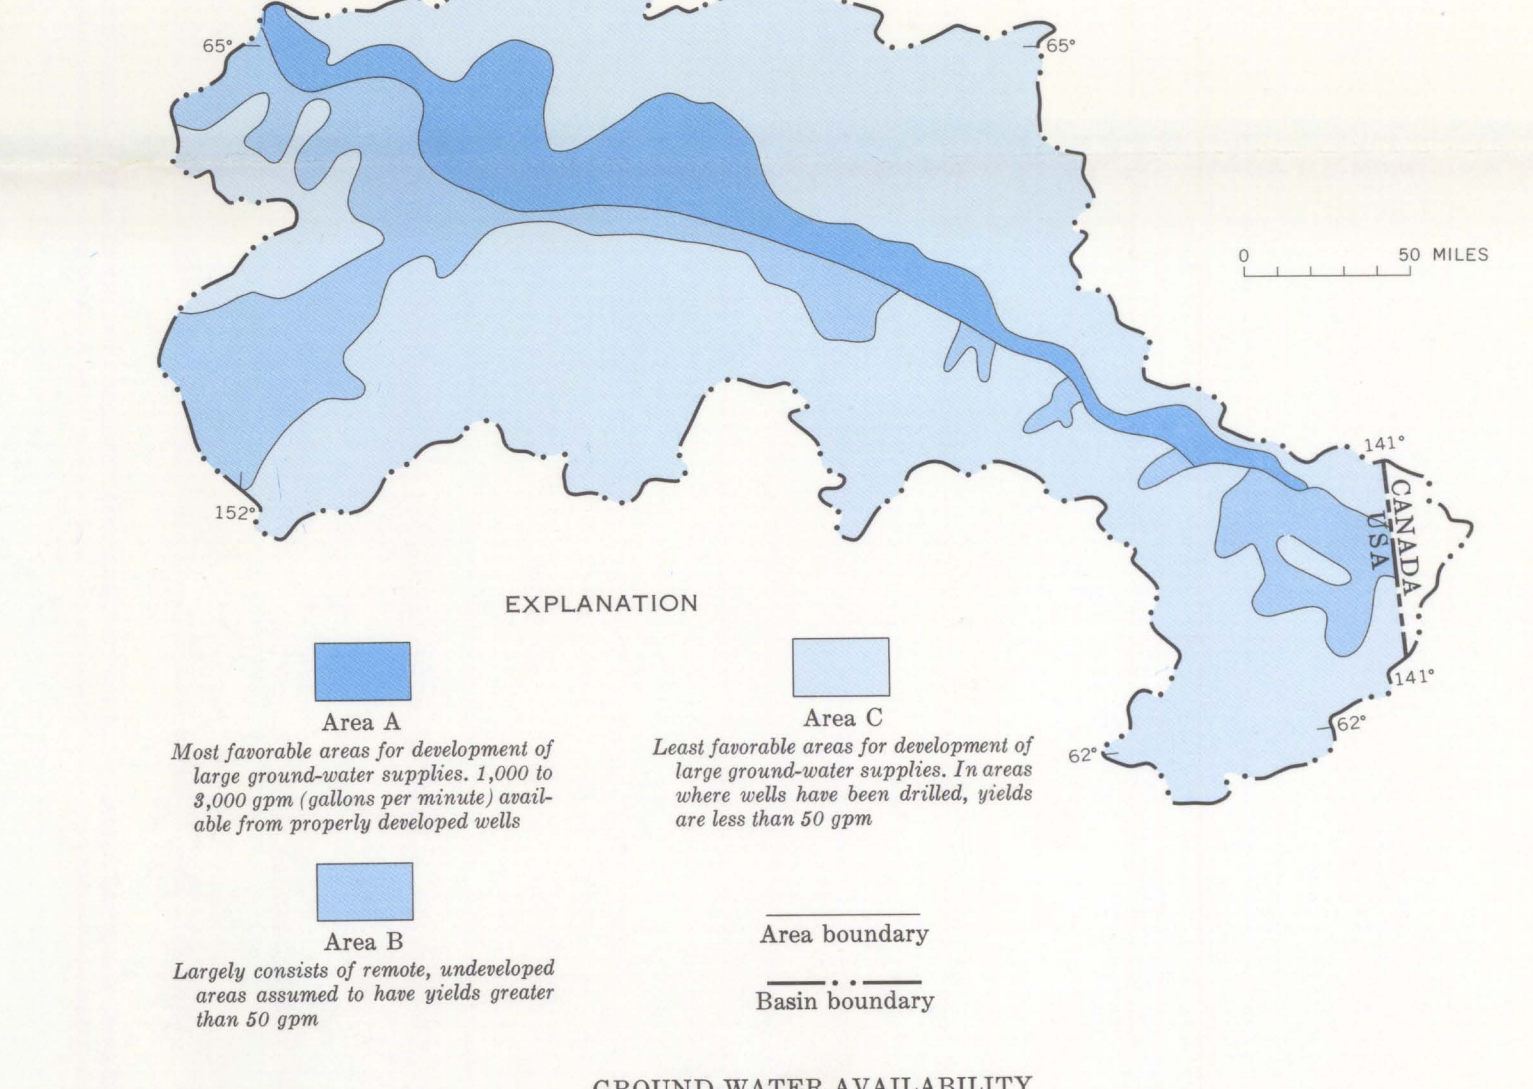 65°
65°
0 50 MILES
141°
CANADA
USA
152°
141°
62°
62°
EXPLANATION
Area A
Most favorable areas for development of
large ground-water supplies. 1,000 to
3,000 gpm (gallons per minute) avail-
able from properly developed wells
Area C
Least favorable areas for development of
large ground-water supplies. In areas
where wells have been drilled, yields
are less than 50 gpm
Area B
Largely consists of remote, undeveloped
areas assumed to have yields greater
than 50 gpm
Area boundary
Basin boundary
GROUND-WATER AVAILABILITY